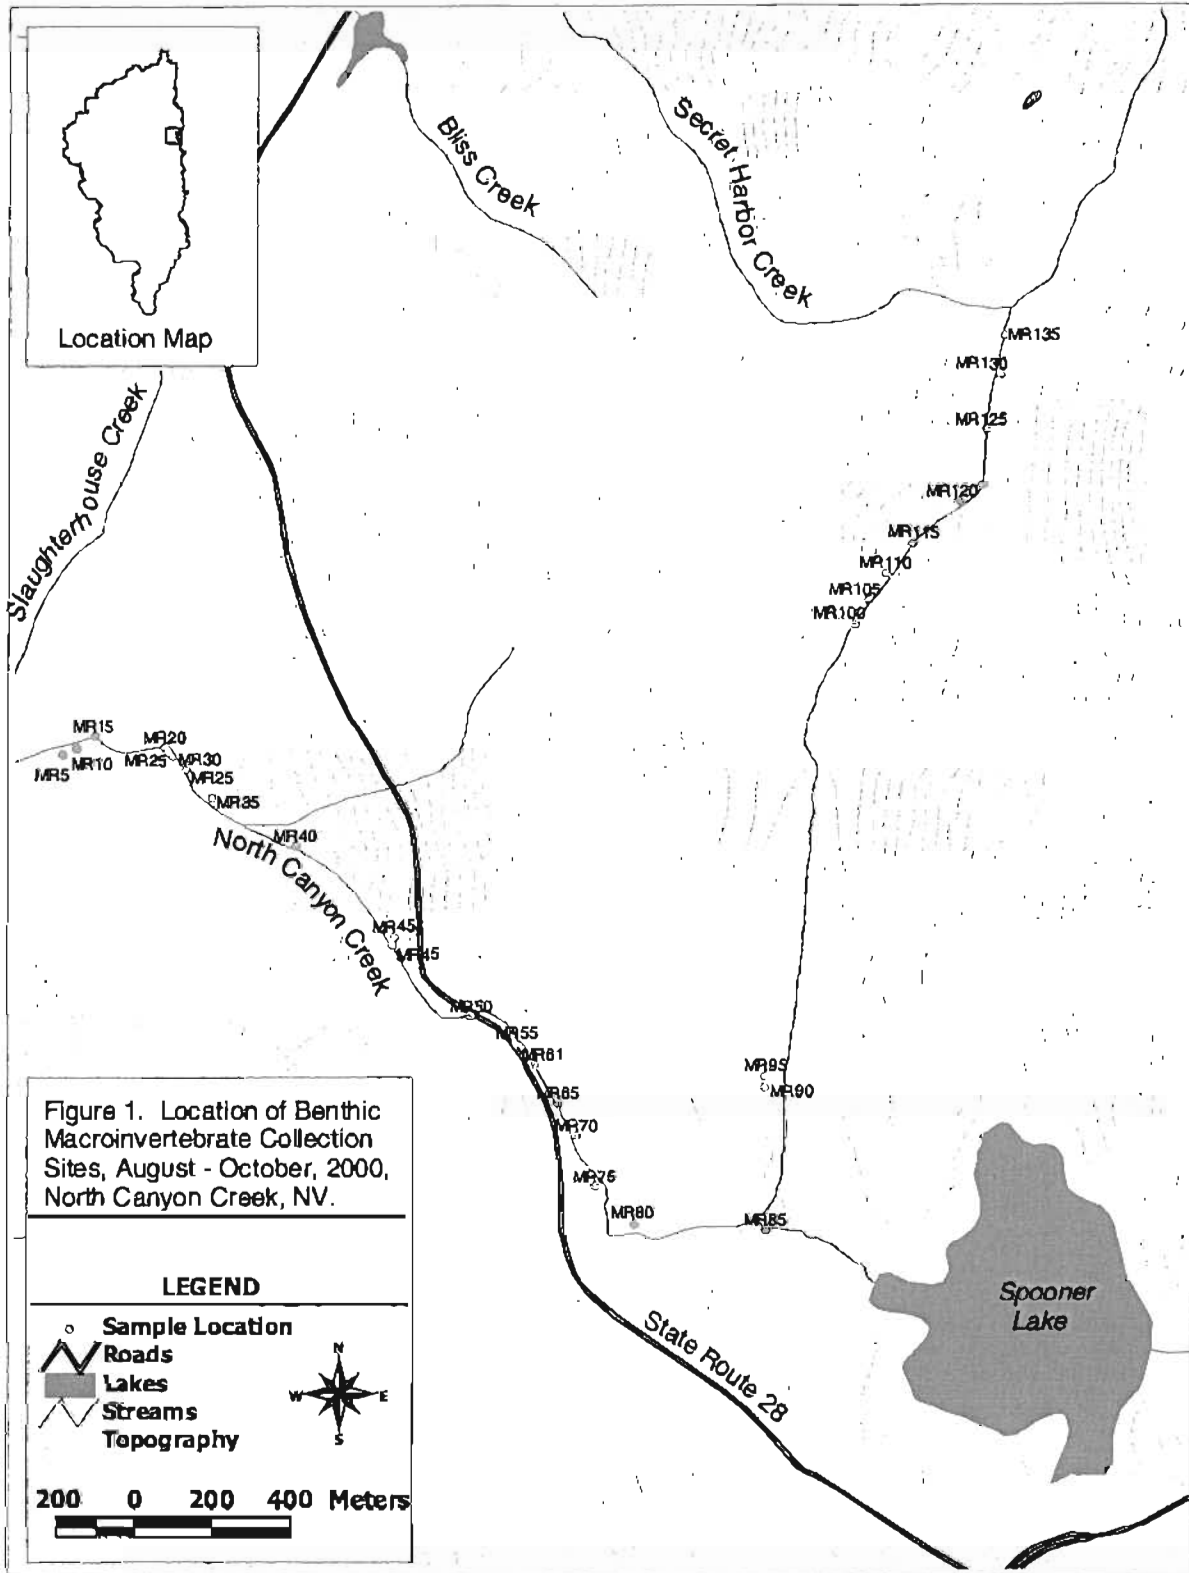 Location Map
Bliss Creek
Secret Harbor Creek
Slaughterhouse Creek
MR135
MR130
MR125
MR120
MR115
MR110
MR105
MR100
MR15
MR20
MR5
MR10
MR25
MR30
MR25
MR35
MR40
North Canyon Creek
MR45
MR45
MR50
MR55
MR61
MR65
MR70
MR75
MR80
MR85
MR95
MR90
Spooner
Lake
State Route 28
Figure 1. Location of Benthic
Macroinvertebrate Collection
Sites, August - October, 2000,
North Canyon Creek, NV.
LEGEND
Sample Location
Roads
Lakes
Streams
Topography
N
W E
S
200 0 200 400 Meters